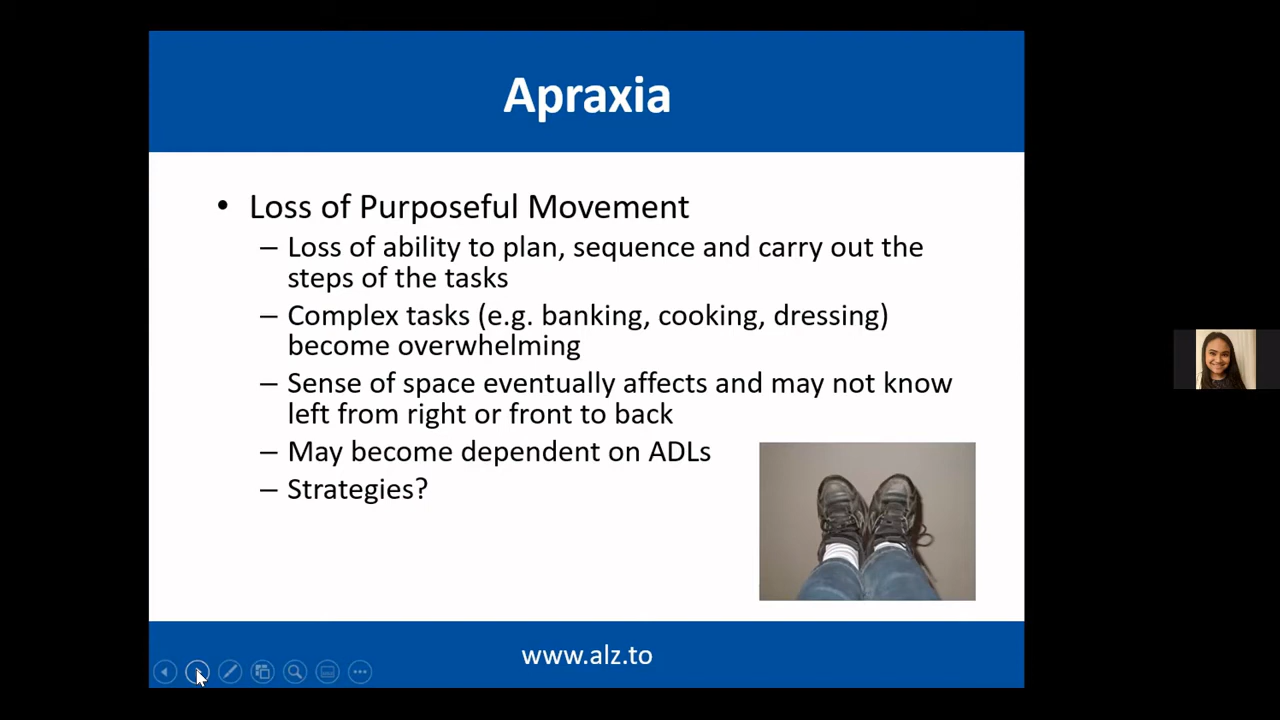 Apraxia
• Loss of Purposeful Movement
– Loss of ability to plan, sequence and carry out the
steps of the tasks
– Complex tasks (e.g. banking, cooking, dressing)
become overwhelming
– Sense of space eventually affects and may not know
left from right or front to back
– May become dependent on ADLs
– Strategies?
www.alz.to